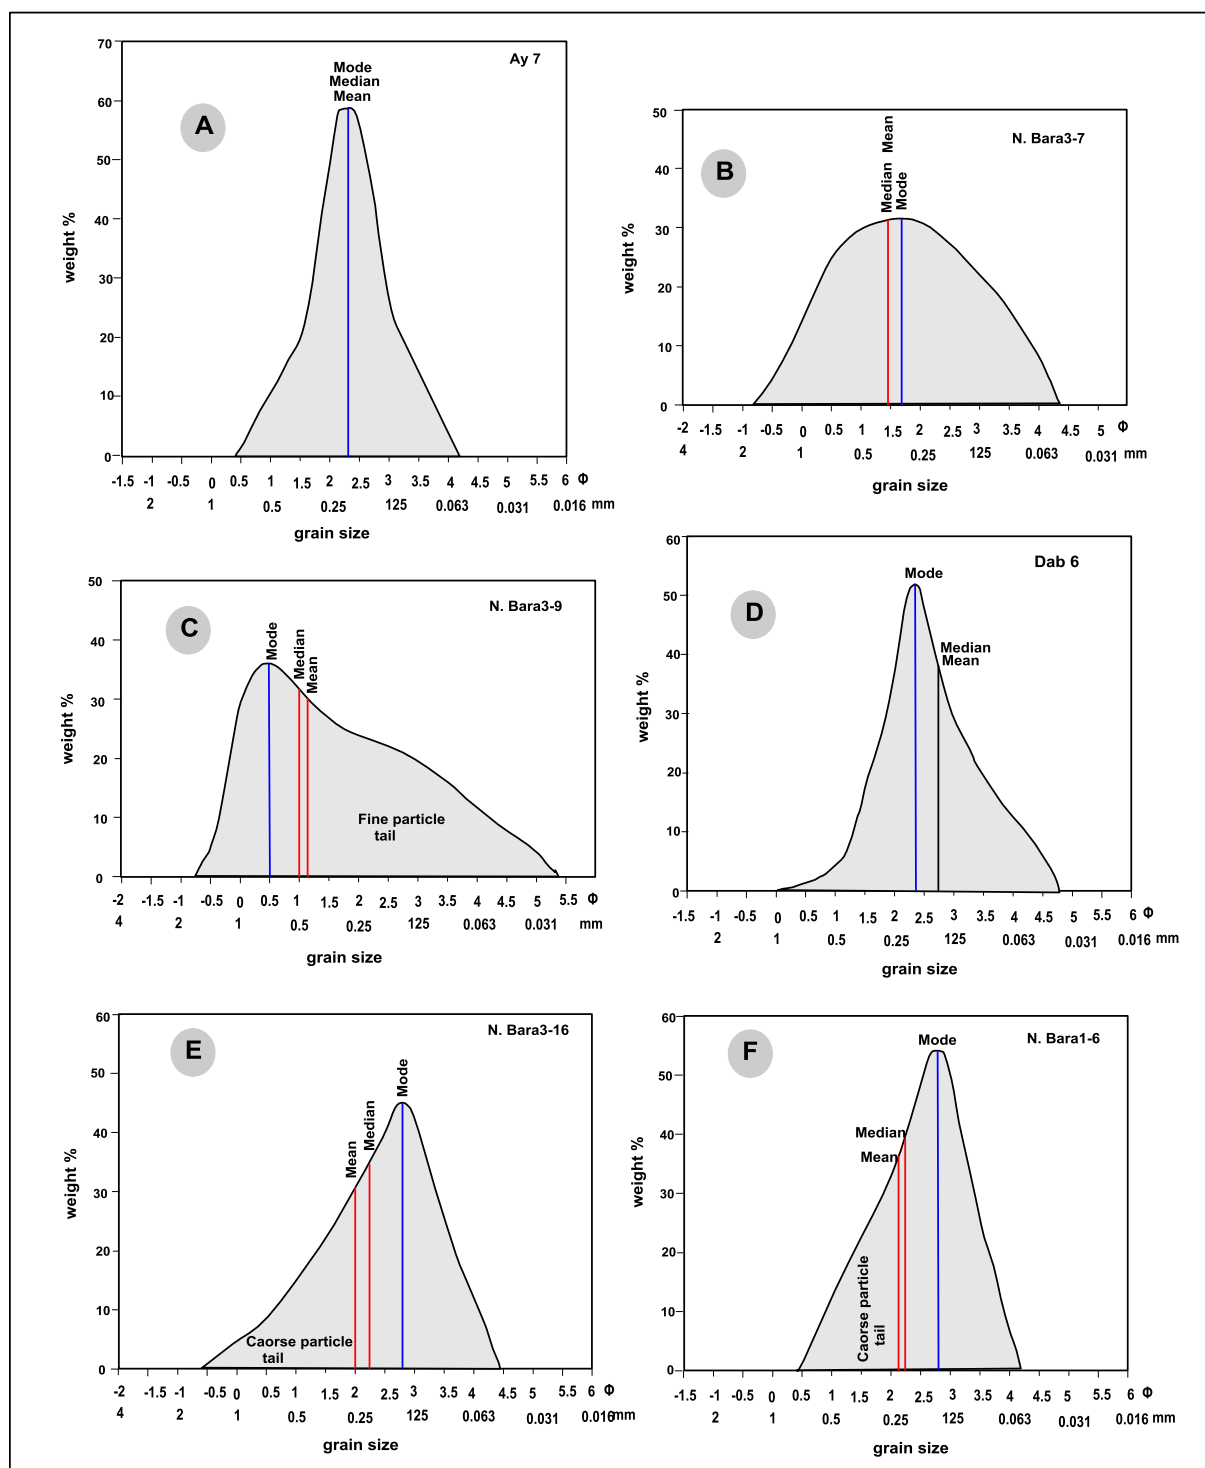 A
Ay 7
Mode
Median
Mean
weight %
70
60
50
40
30
20
10
0
-1.5 -1 -0.5 0 0.5 1 1.5 2 2.5 3 3.5 4 4.5 5 5.5 6 Φ
2 1 0.5 0.25 125 0.063 0.031 0.016 mm
grain size
B
N. Bara3-7
Median Mean
Mode
weight %
50
40
30
20
10
0
-2 -1.5 -1 -0.5 0 0.5 1 1.5 2 2.5 3 3.5 4 4.5 5 Φ
4 2 1 0.5 0.25 125 0.063 0.031 mm
grain size
C
N. Bara3-9
Mode
Median
Mean
Fine particle
tail
weight %
50
40
30
20
10
0
-2 -1.5 -1 -0.5 0 0.5 1 1.5 2 2.5 3 3.5 4 4.5 5 5.5 Φ
4 2 1 0.5 0.25 125 0.063 0.031 mm
grain size
D
Dab 6
Mode
Median
Mean
weight %
60
50
40
30
20
10
0
-1.5 -1 -0.5 0 0.5 1 1.5 2 2.5 3 3.5 4 4.5 5 5.5 6 Φ
2 1 0.5 0.25 125 0.063 0.031 0.016 mm
grain size
E
N. Bara3-16
Mean
Median
Mode
Caorse particle
tail
weight %
60
50
40
30
20
10
0
-2 -1.5 -1 -0.5 0 0.5 1 1.5 2 2.5 3 3.5 4 4.5 5 5.5 6 Φ
4 2 1 0.5 0.25 125 0.063 0.031 0.016mm
grain size
F
N. Bara1-6
Mode
Median
Mean
Caorse particle
tail
weight %
60
50
40
30
20
10
0
-1.5 -1 -0.5 0 0.5 1 1.5 2 2.5 3 3.5 4 4.5 5 5.5 6 Φ
2 1 0.5 0.25 125 0.063 0.031 0.016 mm
grain size